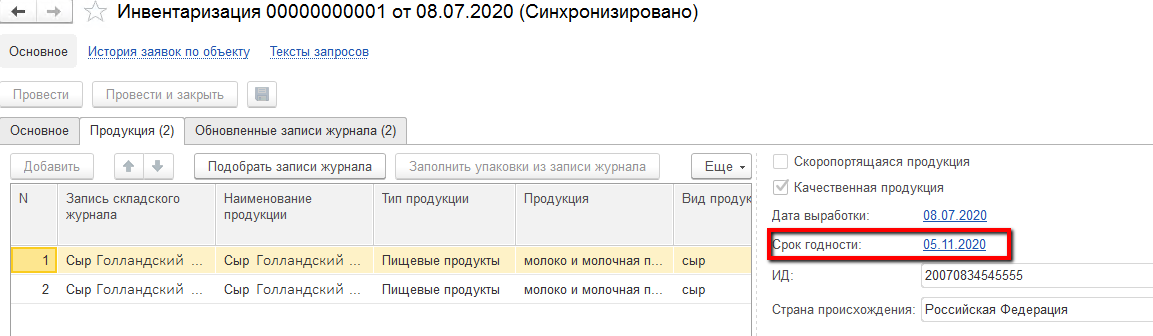 Инвентаризация 00000000001 от 08.07.2020 (Синхронизировано)
Основное История заявок по объекту Тексты запросов
Провести Провести и закрыть
Основное Продукция (2) Обновленные записи журнала (2)
Добавить Подобрать записи журнала Заполнить упаковки из записи журнала Еще
N Запись складского журнала Наименование продукции Тип продукции Продукция Вид продук
1 Сыр Голландский ... Сыр Голландский ... Пищевые продукты молоко и молочная п... сыр
2 Сыр Голландский ... Сыр Голландский ... Пищевые продукты молоко и молочная п... сыр
Скоропортящаяся продукция
Качественная продукция
Дата выработки: 08.07.2020
Срок годности: 05.11.2020
ИД: 20070834545555
Страна происхождения: Российская Федерация